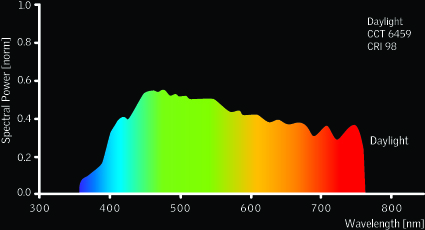 1.0
Daylight
CCT 6459
CRI 98
0.8
Spectral Power [norm]
0.6
0.4
Daylight
0.2
0.0
300 400 500 600 700 800
Wavelength [nm]